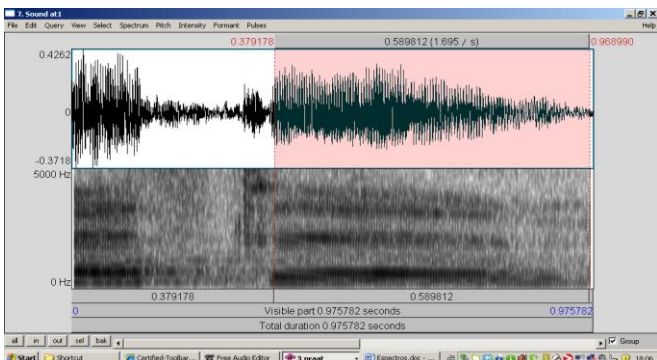 7. Sound at1
File Edit Query View Select Spectrum Pitch Intensity Formant Pulses Help
0.379178 0.589812 (1.695 / s) 0.968990
0.4262
0
-0.3718
5000 Hz
0 Hz
0.379178 0.589812
0 Visible part 0.975782 seconds 0.975782
Total duration 0.975782 seconds
all in out sel bak Group
Start Shortcut Certified-Toolbar... Free Audio Editor 3 praat Espectros.doc - ... 18:06